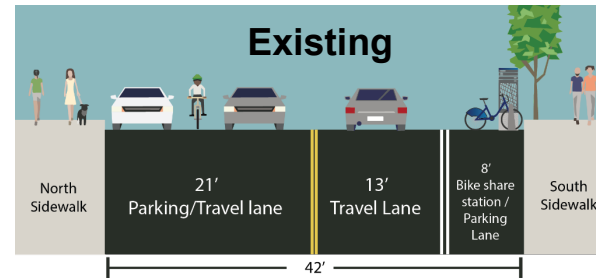 Existing
North
Sidewalk
21'
Parking/Travel lane
13'
Travel Lane
8'
Bike share
station /
Parking
Lane
South
Sidewalk
42'